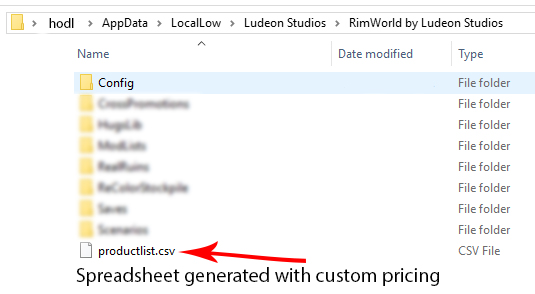 hodl > AppData > LocalLow > Ludeon Studios > RimWorld by Ludeon Studios
Name Date modified Type
Config File folder
CrossPromotions File folder
HugsLib File folder
ModLists File folder
RealRuins File folder
ReColorStockpile File folder
Saves File folder
Scenarios File folder
productlist.csv CSV File
Spreadsheet generated with custom pricing